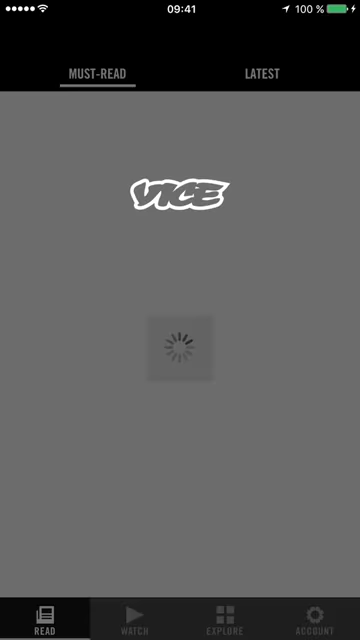 09:41
100 %
MUST-READ
LATEST
VICE
READ
WATCH
EXPLORE
ACCOUNT